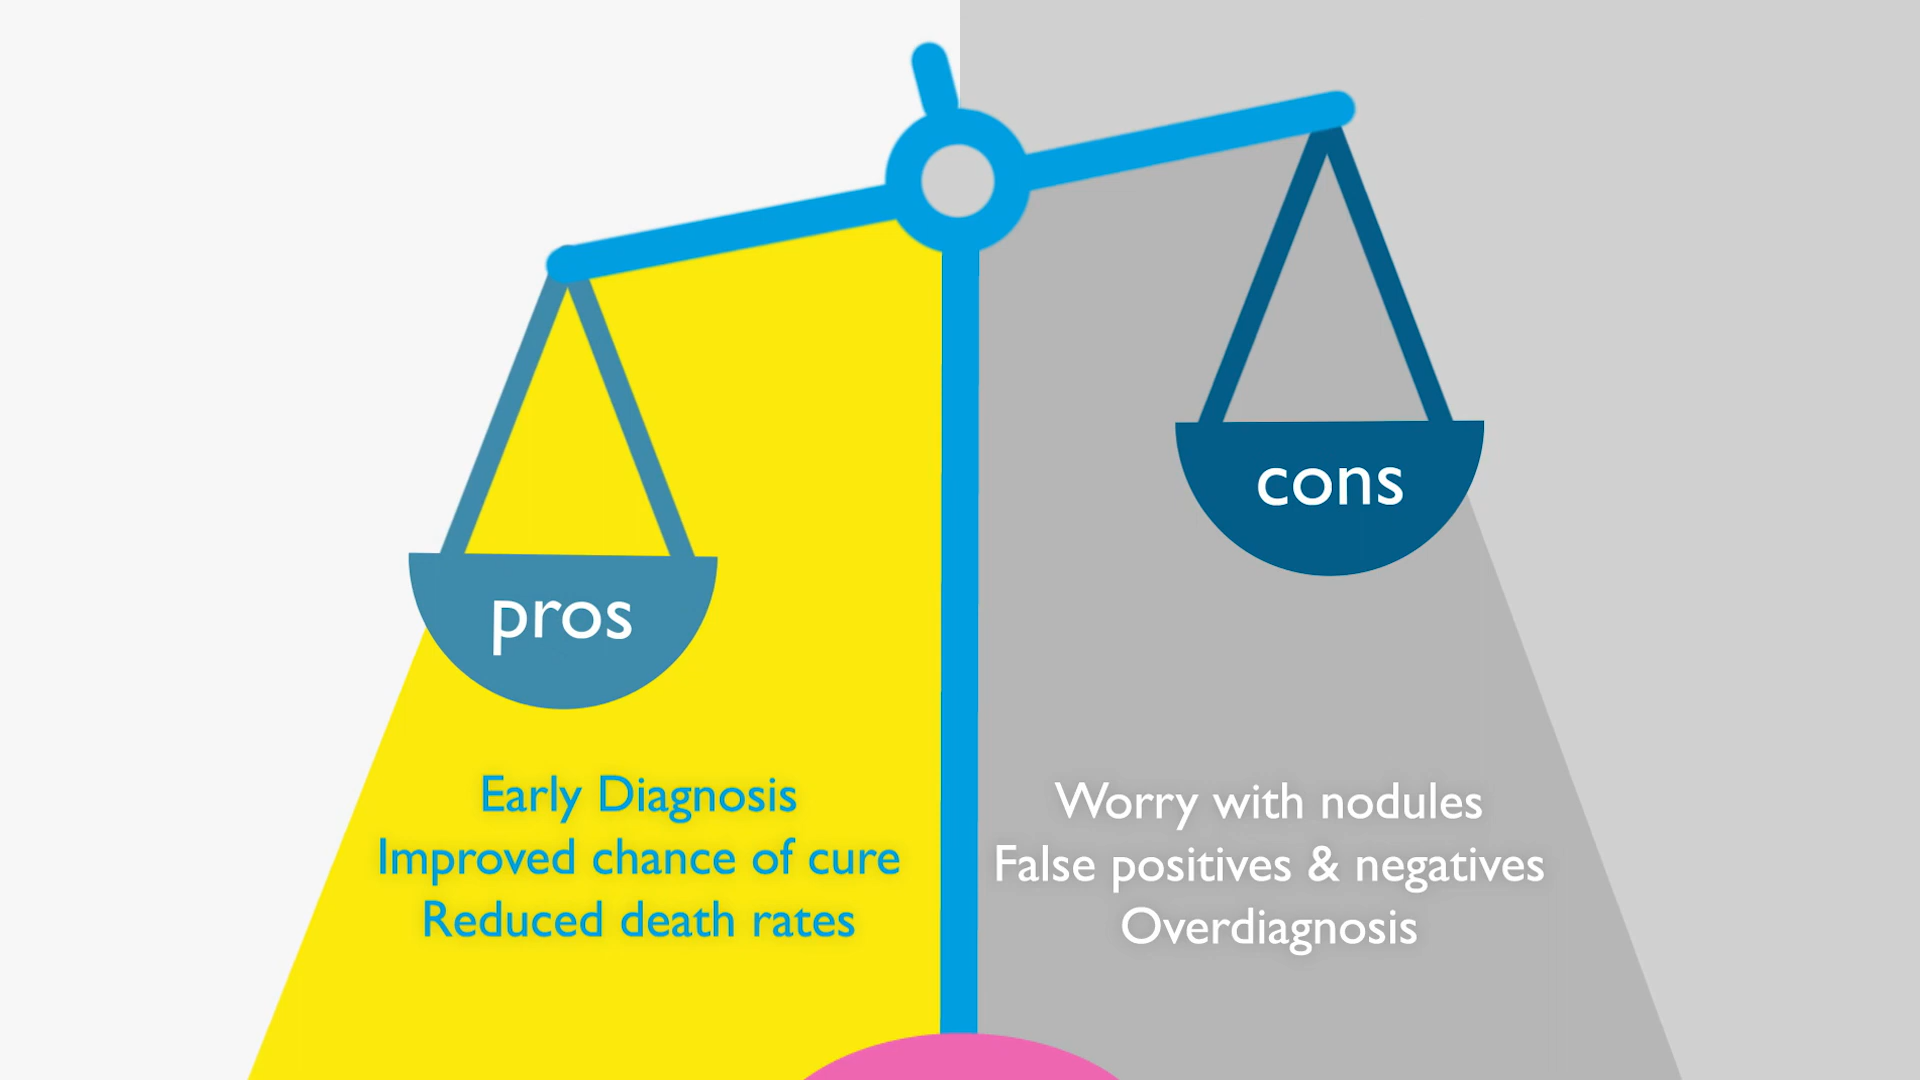 pros
cons
Early Diagnosis
Improved chance of cure
Reduced death rates
Worry with nodules
False positives & negatives
Overdiagnosis